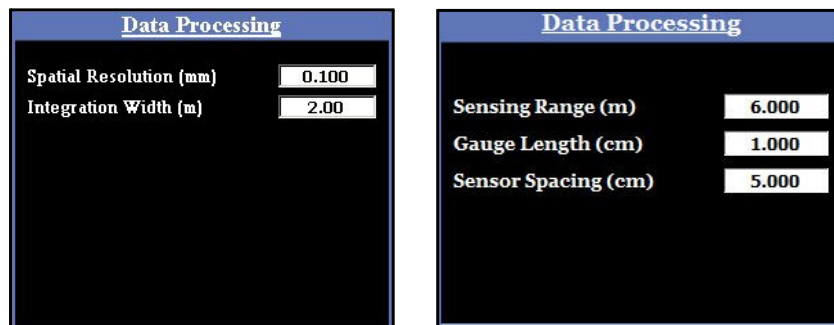 Data Processing
Spatial Resolution (mm) 0.100
Integration Width (m) 2.00
Data Processing
Sensing Range (m) 6.000
Gauge Length (cm) 1.000
Sensor Spacing (cm) 5.000